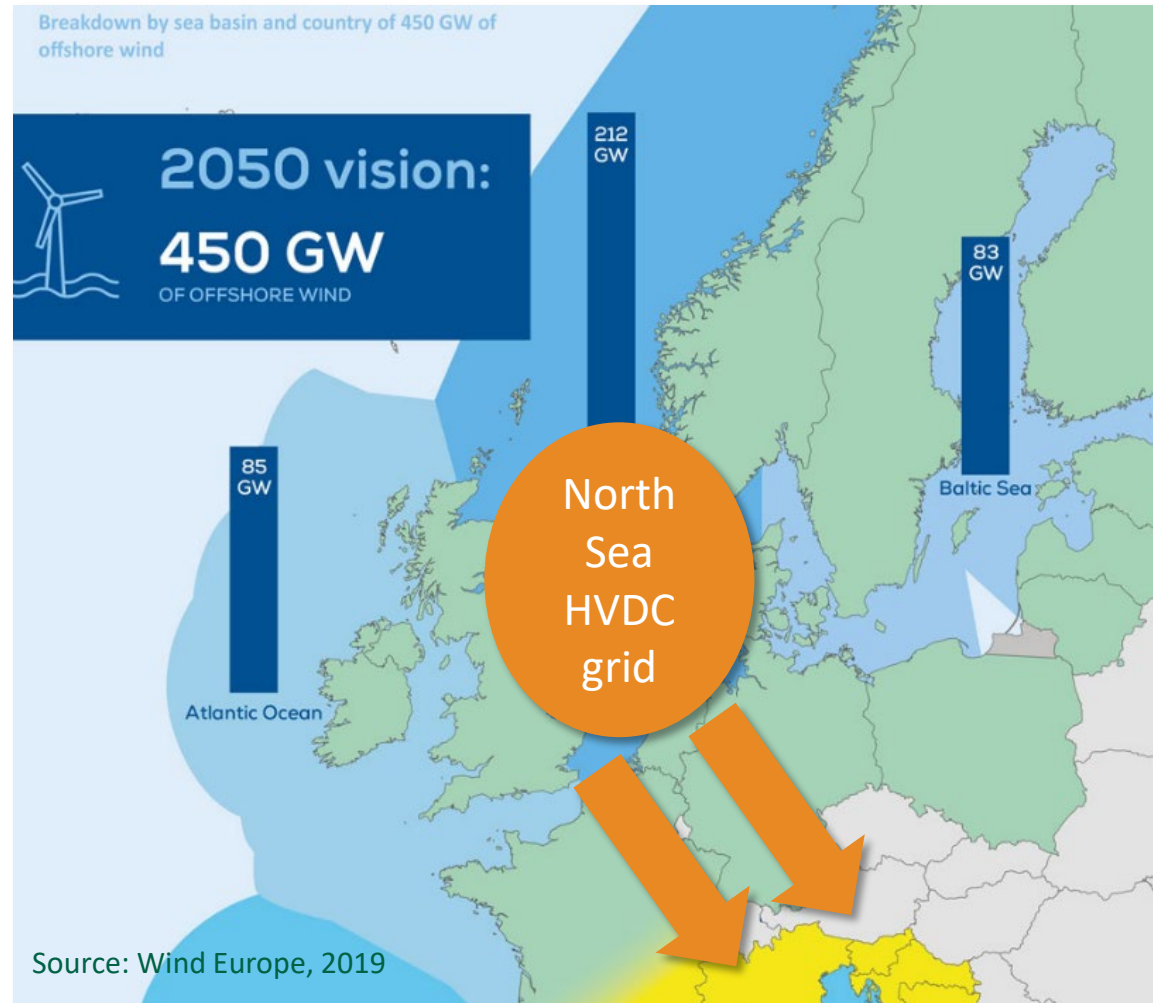 Breakdown by sea basin and country of 450 GW of
offshore wind
2050 vision:
450 GW
OF OFFSHORE WIND
212
GW
83
GW
Baltic Sea
85
GW
Atlantic Ocean
North
Sea
HVDC
grid
Source: Wind Europe, 2019